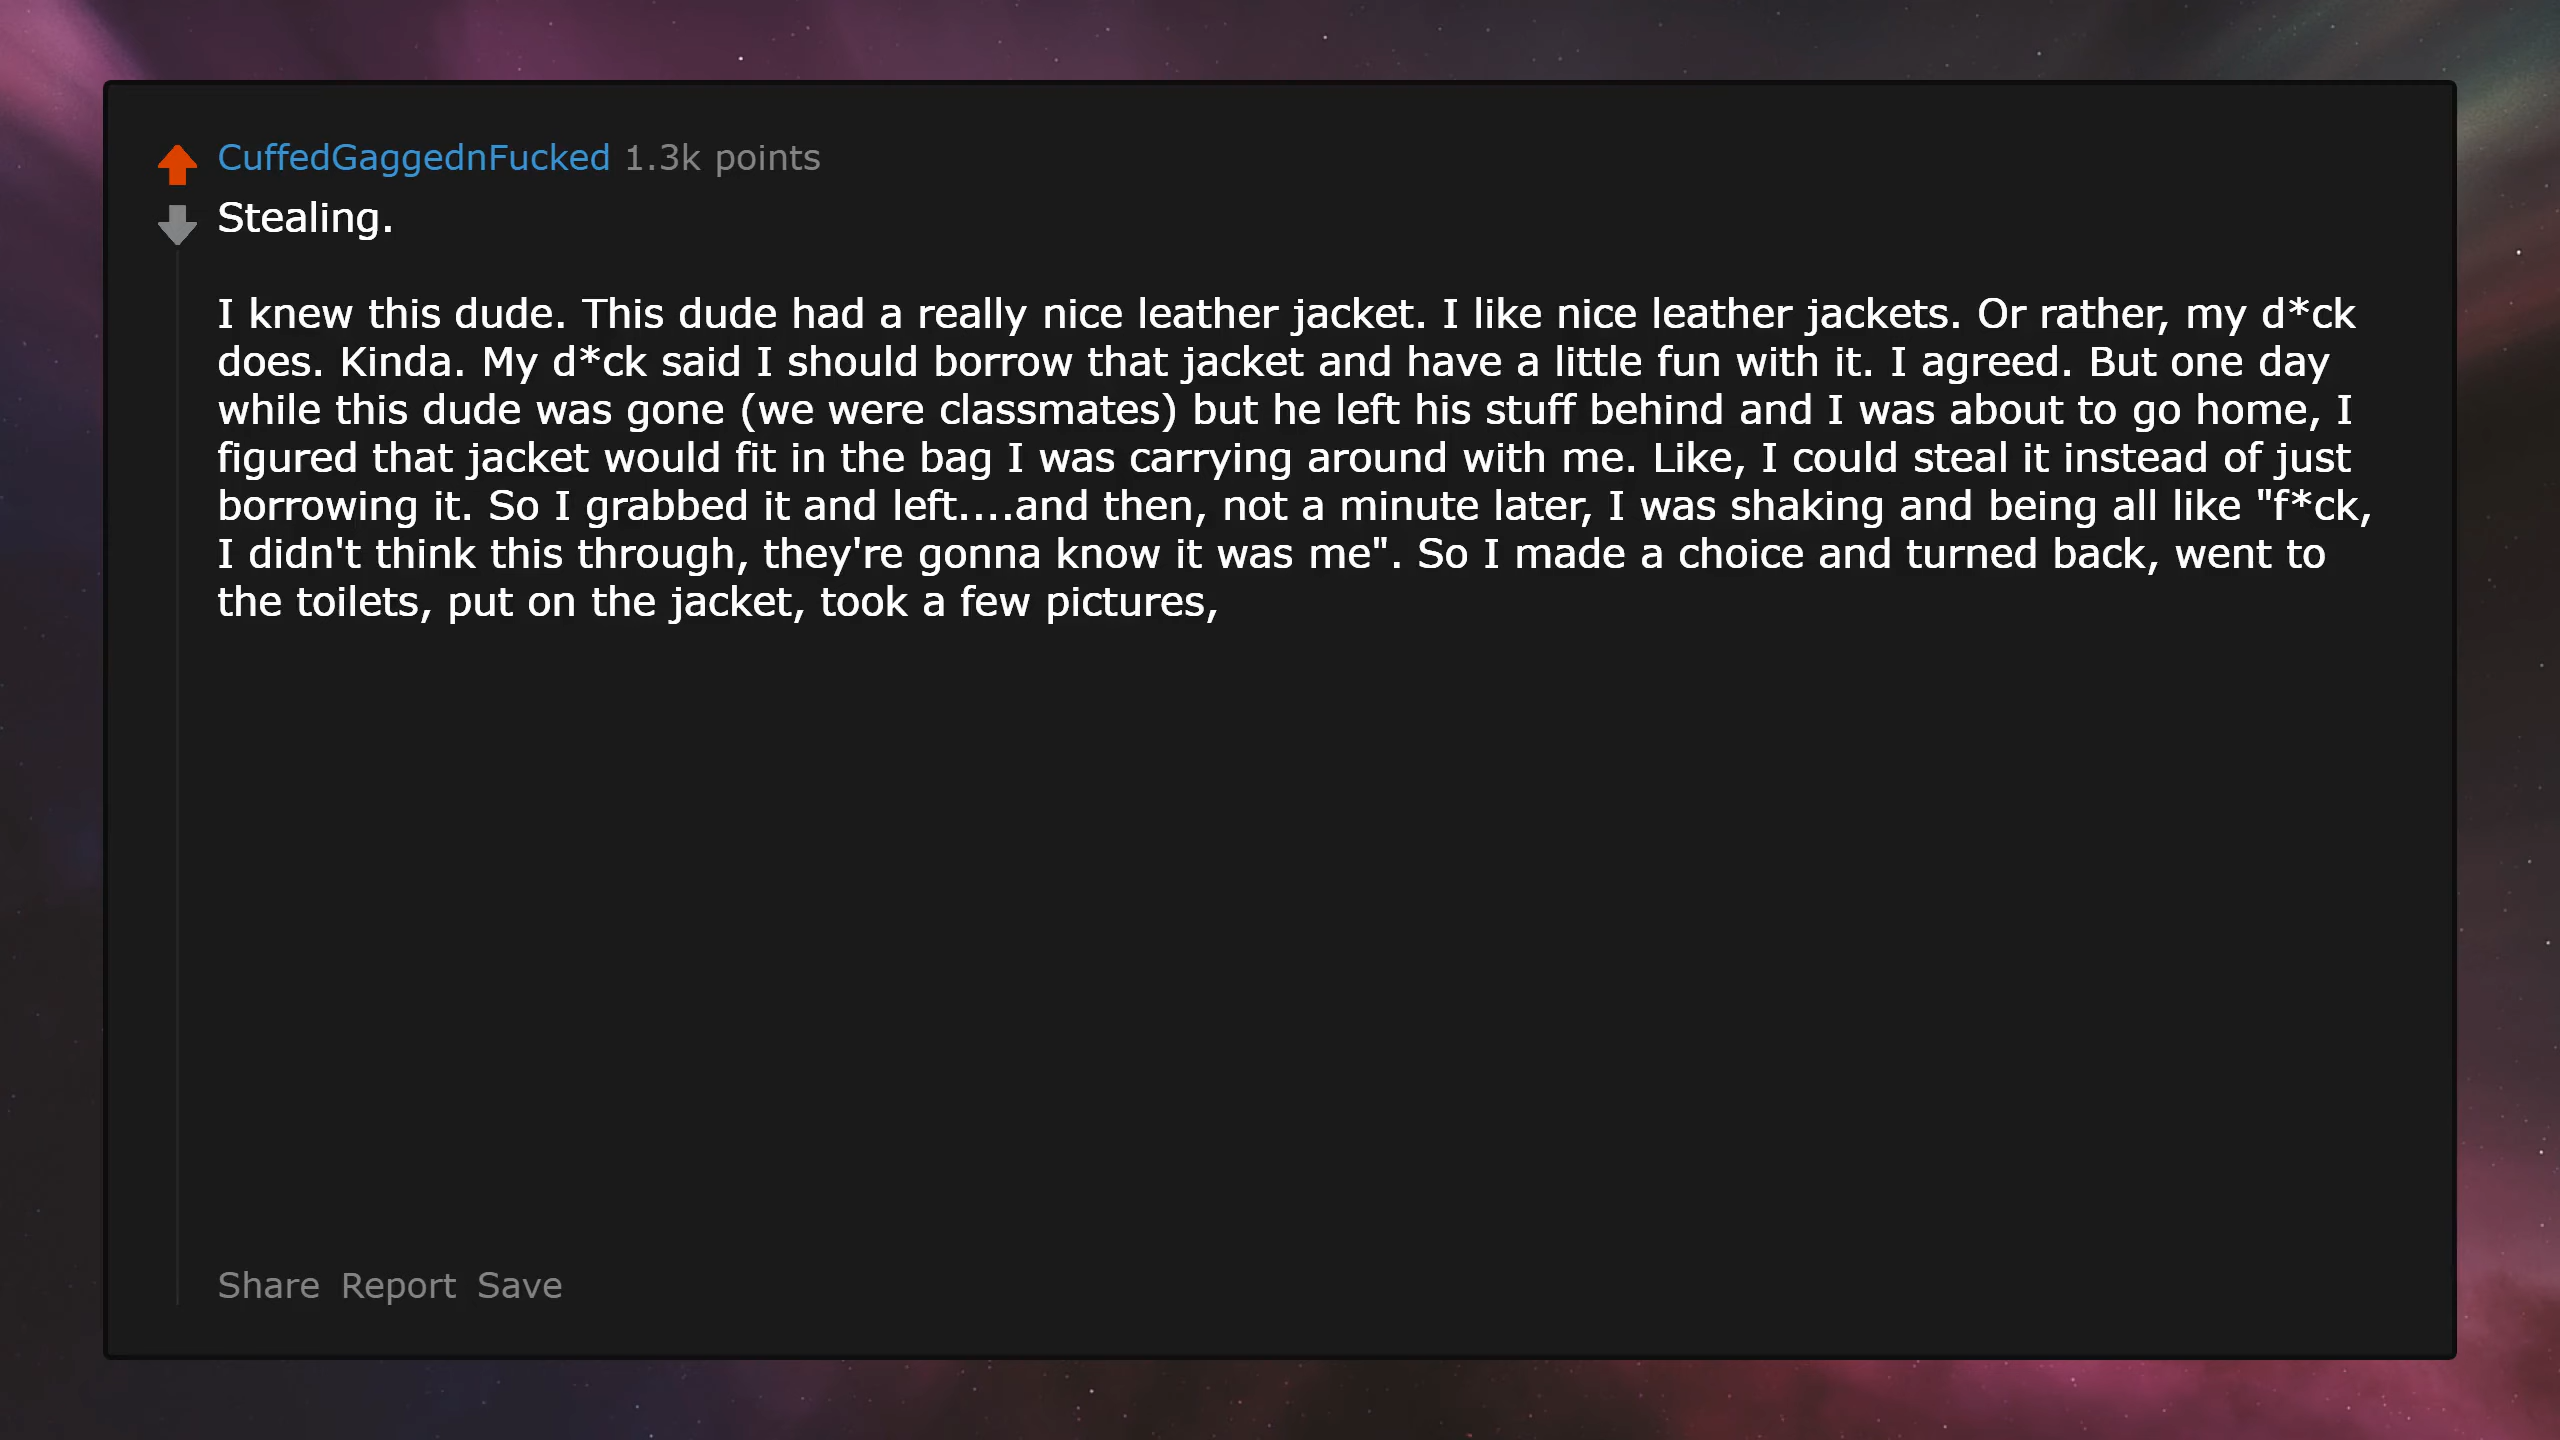 CuffedGaggednFucked 1.3k points
Stealing.
I knew this dude. This dude had a really nice leather jacket. I like nice leather jackets. Or rather, my d*ck
does. Kinda. My d*ck said I should borrow that jacket and have a little fun with it. I agreed. But one day
while this dude was gone (we were classmates) but he left his stuff behind and I was about to go home, I
figured that jacket would fit in the bag I was carrying around with me. Like, I could steal it instead of just
borrowing it. So I grabbed it and left....and then, not a minute later, I was shaking and being all like "f*ck,
I didn't think this through, they're gonna know it was me". So I made a choice and turned back, went to
the toilets, put on the jacket, took a few pictures,
Share Report Save